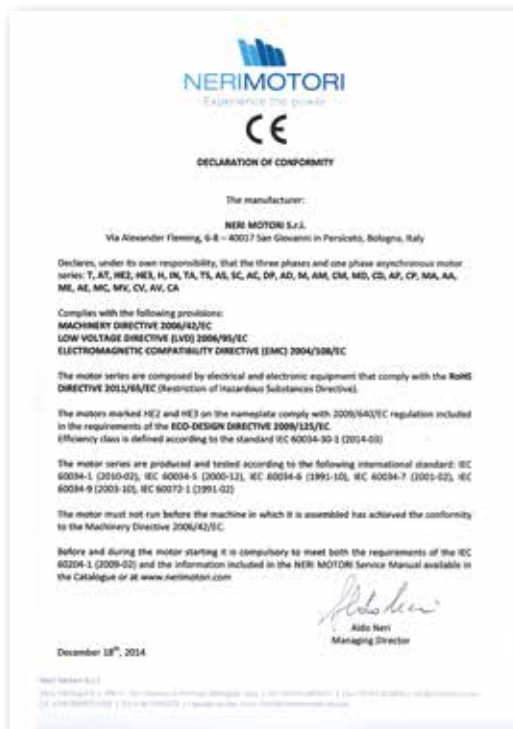 NERIMOTORI
Experience the power
CE
DECLARATION OF CONFORMITY
The manufacturer:
NERI MOTORI S.r.l.
Via Alexander Fleming, 6-8 – 40017 San Giovanni in Persiceto, Bologna, Italy
Declares, under its own responsibility, that the three phases and one phase asynchronous motor
series: T, AT, HE2, HE3, H, IN, TA, TS, AS, SC, AC, DP, AD, M, AM, CM, MD, CD, AP, CP, MA, AA,
ME, AE, MC, MV, CV, AV, CA
Complies with the following provisions:
MACHINERY DIRECTIVE 2006/42/EC
LOW VOLTAGE DIRECTIVE (LVD) 2006/95/EC
ELECTROMAGNETIC COMPATIBILITY DIRECTIVE (EMC) 2004/108/EC
The motor series are composed by electrical and electronic equipment that comply with the RoHS
DIRECTIVE 2011/65/EC (Restriction of Hazardous Substances Directive).
The motors marked HE2 and HE3 on the nameplate comply with 2009/640/EC regulation included
in the requirements of the ECO-DESIGN DIRECTIVE 2009/125/EC.
Efficiency class is defined according to the standard IEC 60034-30-1 (2014-03)
The motor series are produced and tested according to the following international standard: IEC
60034-1 (2010-02), IEC 60034-5 (2000-12), IEC 60034-6 (1991-10), IEC 60034-7 (2001-02), IEC
60034-9 (2003-10), IEC 60072-1 (1991-02)
The motor must not run before the machine in which it is assembled has achieved the conformity
to the Machinery Directive 2006/42/EC.
Before and during the motor starting it is compulsory to meet both the requirements of the IEC
60204-1 (2009-02) and the information included in the NERI MOTORI Service Manual available in
the Catalogue or at www.nerimotori.com
Aldo Neri
Aldo Neri
Managing Director
December 18th, 2014
Neri Motori S.r.l.